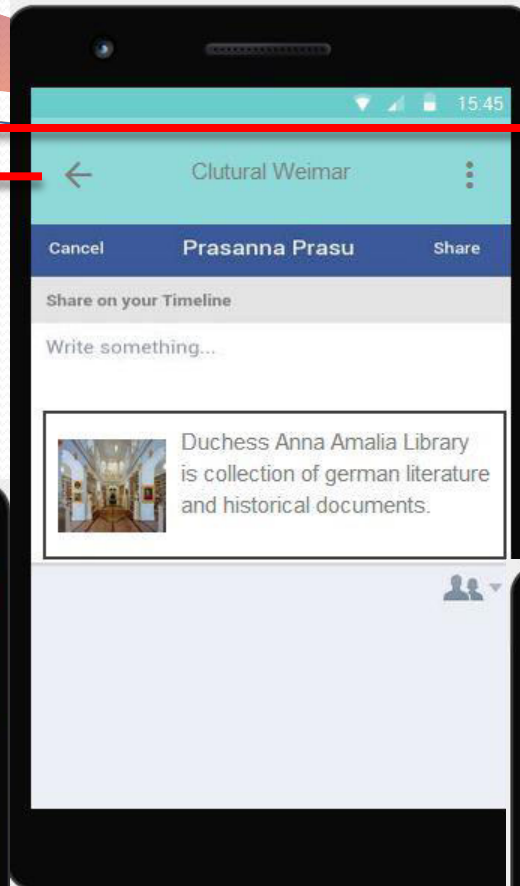 15:45
Clutural Weimar
Cancel Prasanna Prasu Share
Share on your Timeline
Write something...
Duchess Anna Amalia Library
is collection of german literature
and historical documents.